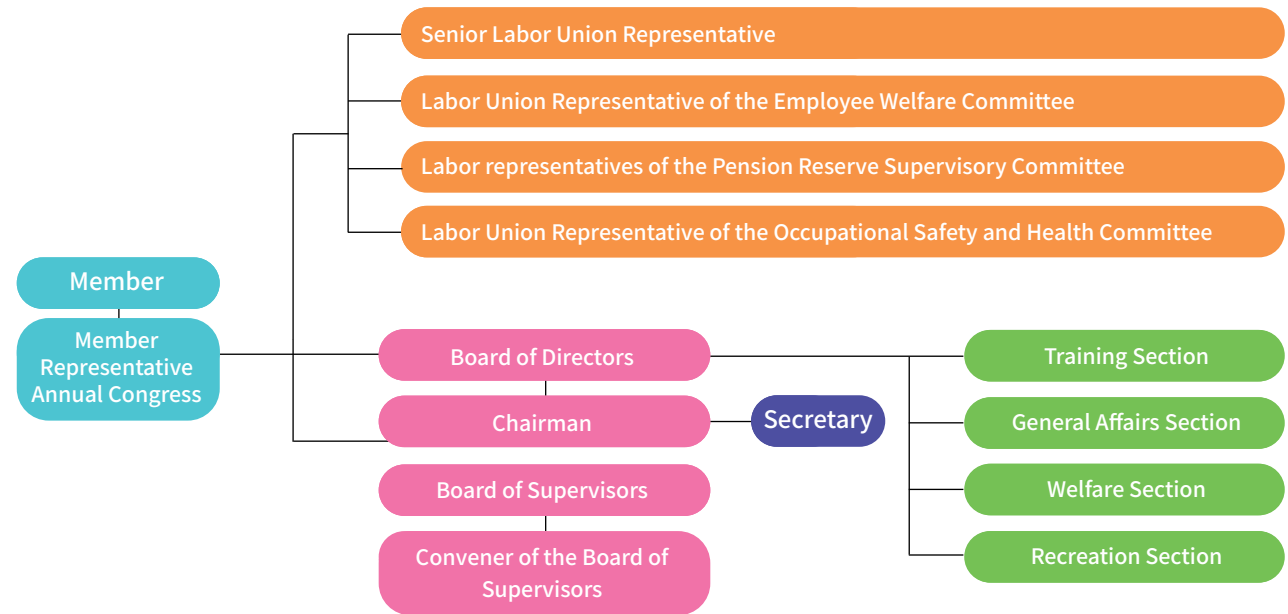 Senior Labor Union Representative
Labor Union Representative of the Employee Welfare Committee
Labor representatives of the Pension Reserve Supervisory Committee
Labor Union Representative of the Occupational Safety and Health Committee
Member
Member
Representative
Annual Congress
Board of Directors
Chairman
Secretary
Board of Supervisors
Convener of the Board of
Supervisors
Training Section
General Affairs Section
Welfare Section
Recreation Section